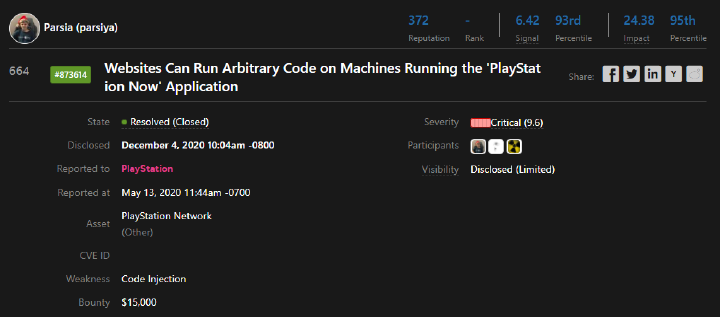 Parsia (parsiya)
372 - 6.42 93rd 24.38 95th
Reputation Rank Signal Percentile Impact Percentile
664 #873614 Websites Can Run Arbitrary Code on Machines Running the 'PlayStat
ion Now' Application
Share:
State Resolved (Closed)
Severity Critical (9.6)
Disclosed December 4, 2020 10:04am -0800
Participants
Reported to PlayStation
Visibility Disclosed (Limited)
Reported at May 13, 2020 11:44am -0700
Asset PlayStation Network
(Other)
CVE ID
Weakness Code Injection
Bounty $15,000